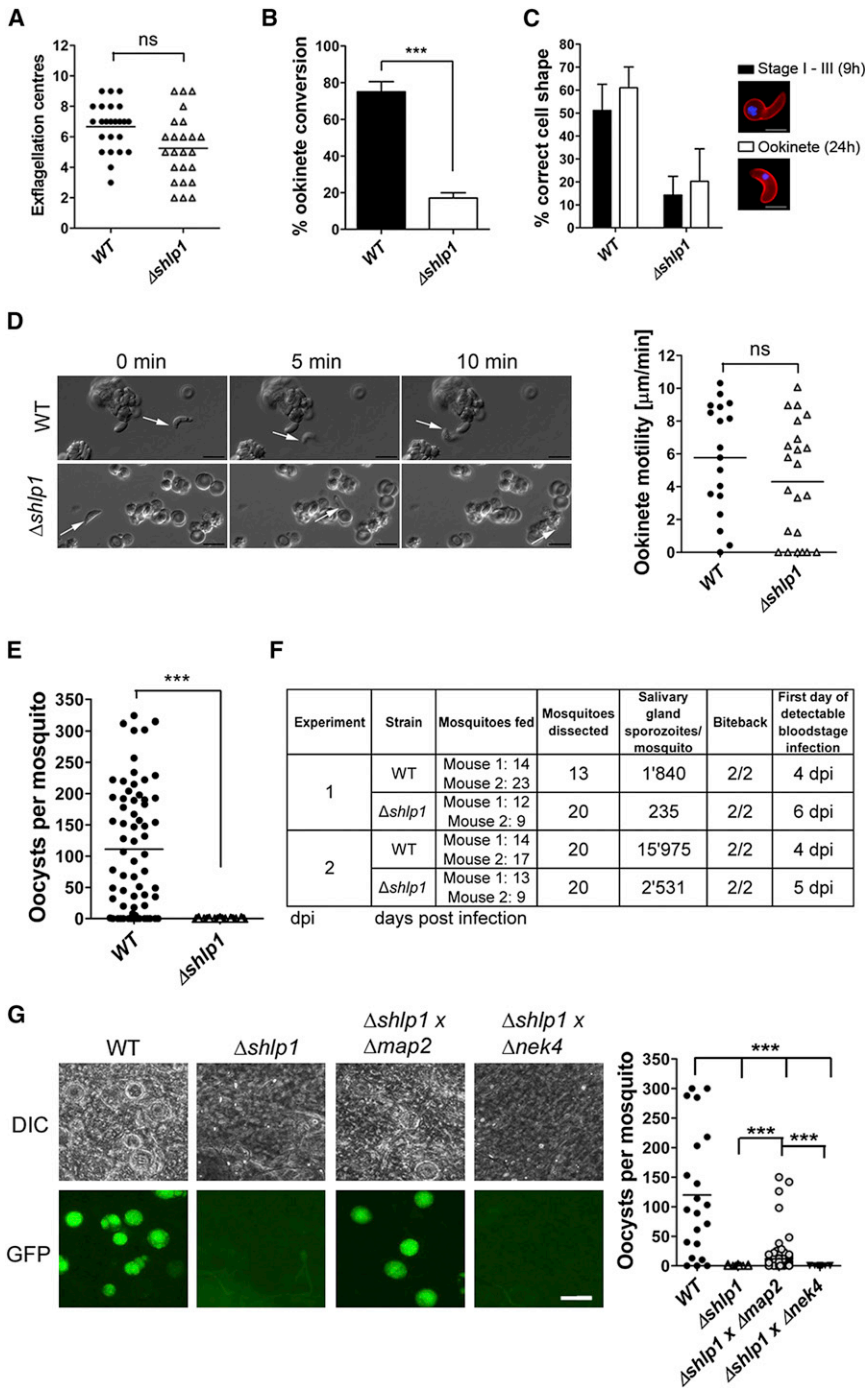 A
ns
Exflagellation centres
12
10
8
6
4
2
0
WT
Δshlp1
B
***
% ookinete conversion
100
80
60
40
20
0
WT
Δshlp1
C
% correct cell shape
80
70
60
50
40
30
20
10
0
WT
Δshlp1
Stage I - III (9h)
Ookinete (24h)
D
0 min
5 min
10 min
WT
Δshlp1
ns
Ookinete motility [μm/min]
12
10
8
6
4
2
0
WT
Δshlp1
E
***
Oocysts per mosquito
350
300
250
200
150
100
50
0
WT
Δshlp1
F
Experiment
Strain
Mosquitoes fed
Mosquitoes
dissected
Salivary
gland
sporozoites/
mosquito
Biteback
First day of
detectable
bloodstage
infection
1
WT
Mouse 1: 14
Mouse 2: 23
13
1'840
2/2
4 dpi
Δshlp1
Mouse 1: 12
Mouse 2: 9
20
235
2/2
6 dpi
2
WT
Mouse 1: 14
Mouse 2: 17
20
15'975
2/2
4 dpi
Δshlp1
Mouse 1: 13
Mouse 2: 9
20
2'531
2/2
5 dpi
dpi days post infection
G
WT
Δshlp1
Δshlp1 x
Δmap2
Δshlp1 x
Δnek4
DIC
GFP
***
***
***
Oocysts per mosquito
350
300
250
200
150
100
50
0
WT
Δshlp1
Δshlp1 x Δmap2
Δshlp1 x Δnek4